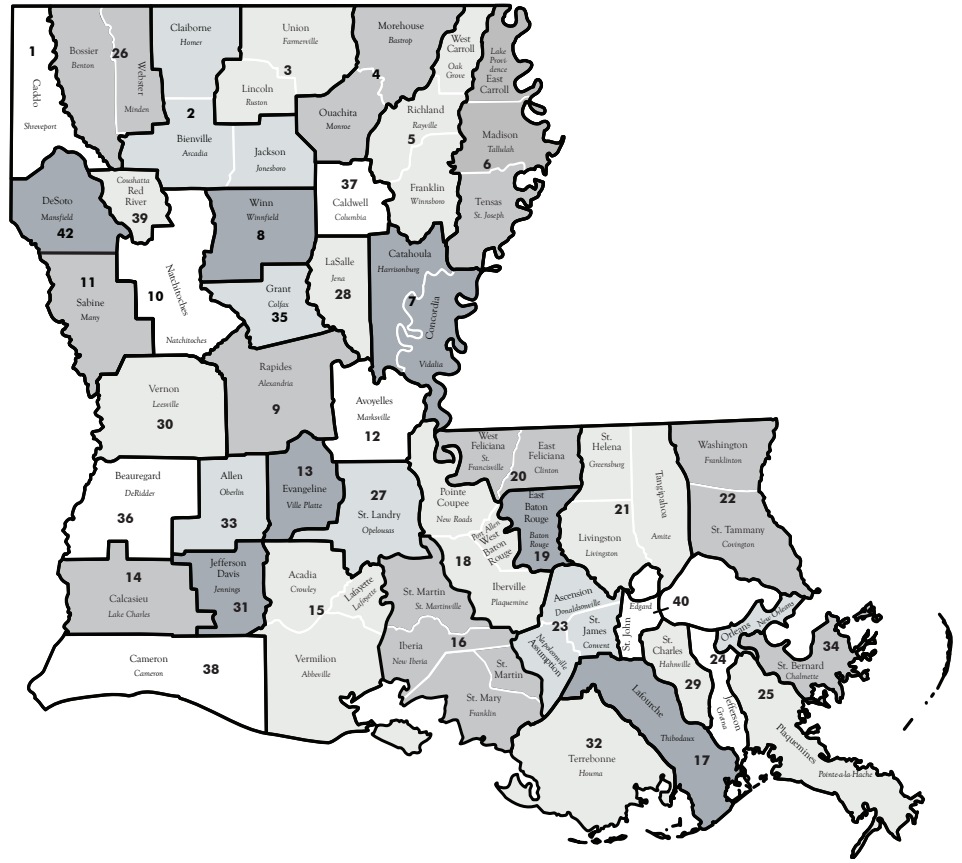 1
Caddo
Shreveport
Bossier
Benton
26
Webster
Minden
Claiborne
Homer
2
Bienville
Arcadia
Jackson
Jonesboro
Union
Farmerville
3
Lincoln
Ruston
Morehouse
Bastrop
4
Ouachita
Monroe
West
Carroll
Oak
Grove
Richland
Rayville
5
Franklin
Winnsboro
Lake
Provi
dence
East
Carroll
Madison
Tallulah
6
Tensas
St. Joseph
DeSoto
Mansfield
42
Coushatta
Red
River
39
Winn
Winnfield
8
37
Caldwell
Columbia
11
Sabine
Many
10
Natchitoches
Natchitoches
Grant
Colfax
35
LaSalle
Jena
28
Catahoula
Harrisonburg
7
Concordia
Vidalia
Vernon
Leesville
30
Rapides
Alexandria
9
Avoyelles
Marksville
12
Beauregard
DeRidder
36
Allen
Oberlin
33
13
Evangeline
Ville Platte
27
St. Landry
Opelousas
Pointe
Coupee
New Roads
Port Allen
West
Baton
Rouge
18
Iberville
Plaquemine
West
Feliciana
St.
Francisville
East
Feliciana
Clinton
20
East
Baton
Rouge
Baton
Rouge
19
St.
Helena
Greensburg
21
Livingston
Livingston
Tangipahoa
Amite
Washington
Franklinton
22
St. Tammany
Covington
14
Calcasieu
Lake Charles
Jefferson
Davis
Jennings
31
Cameron
Cameron
38
Acadia
Crowley
15
Lafayette
Lafayette
Vermilion
Abbeville
St. Martin
St. Martinville
16
Iberia
New Iberia
St.
Martin
St. Mary
Franklin
Ascension
Donaldsonville
23
St.
James
Convent
Napoleonville
Assumption
Edgard
St. John
40
St.
Charles
Hahnville
29
24
Jefferson
Gretna
Orleans
New Orleans
34
St. Bernard
Chalmette
25
Plaquemines
Pointe-a-la-Hache
Lafourche
Thibodaux
17
32
Terrebonne
Houma